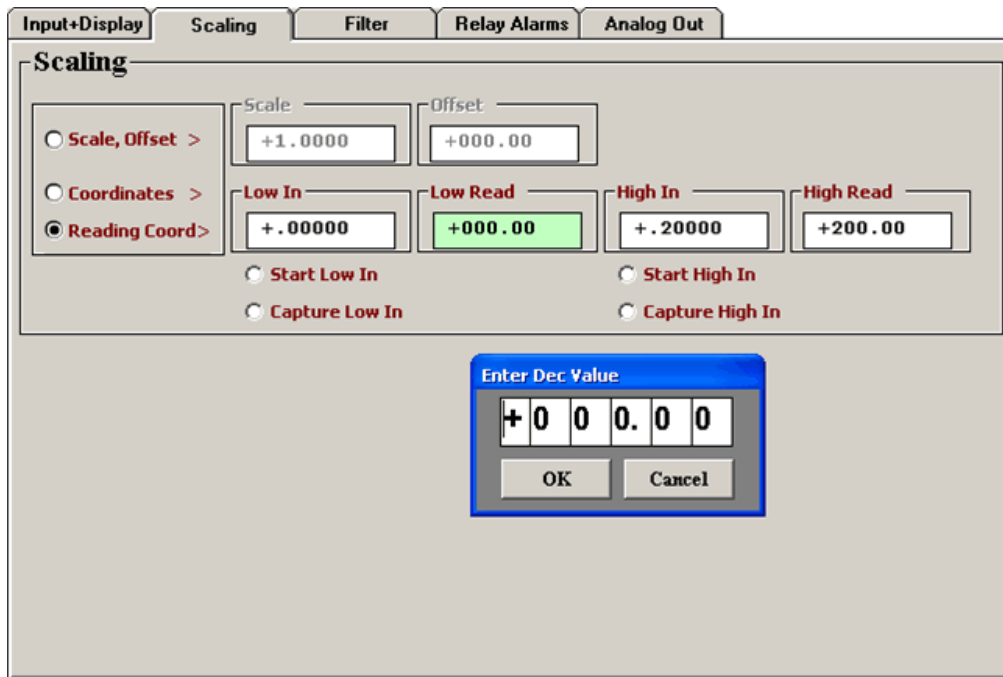 Input+Display Scaling Filter Relay Alarms Analog Out
Scaling
Scale Offset
Scale, Offset > +1.0000 +000.00
Coordinates > Low In Low Read High In High Read
Reading Coord> +.00000 +000.00 +.20000 +200.00
Start Low In Start High In
Capture Low In Capture High In
Enter Dec Value
+ 0 0 0. 0 0
OK Cancel